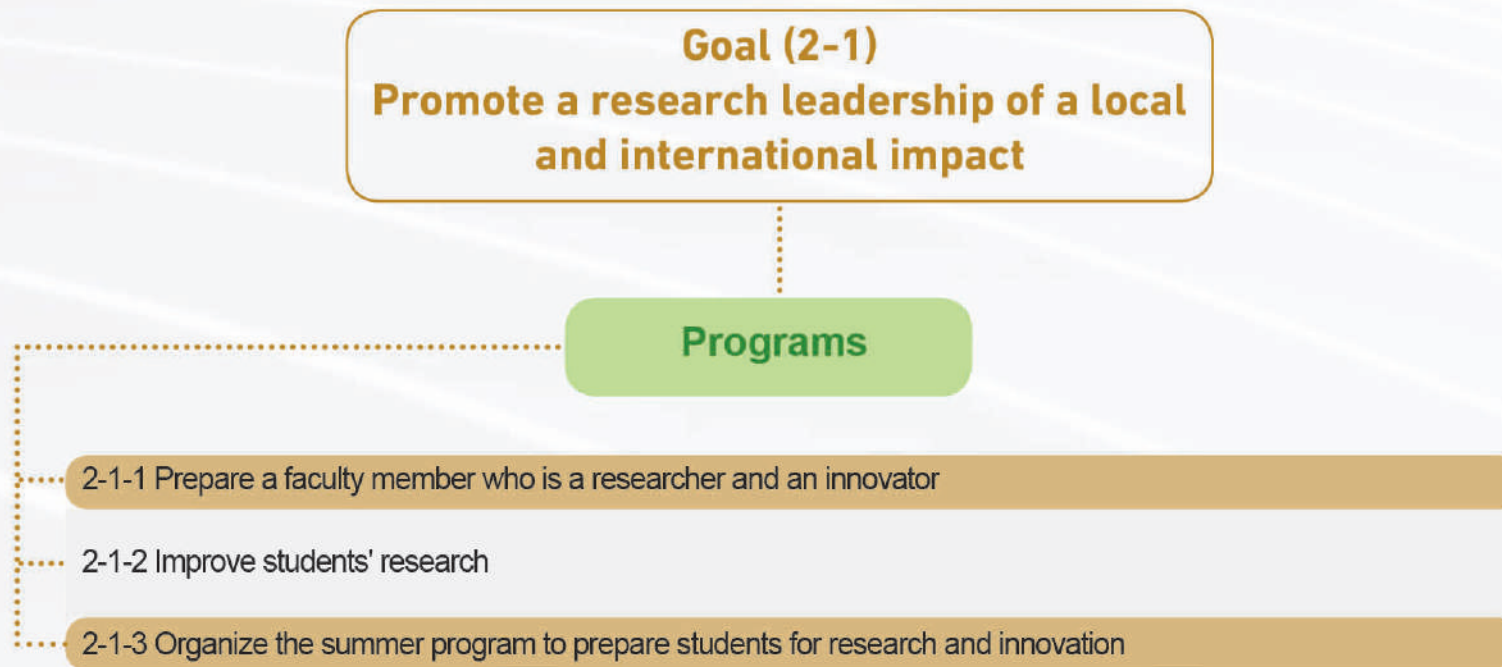 Goal (2-1)
Promote a research leadership of a local
and international impact
Programs
2-1-1 Prepare a faculty member who is a researcher and an innovator
2-1-2 Improve students' research
2-1-3 Organize the summer program to prepare students for research and innovation